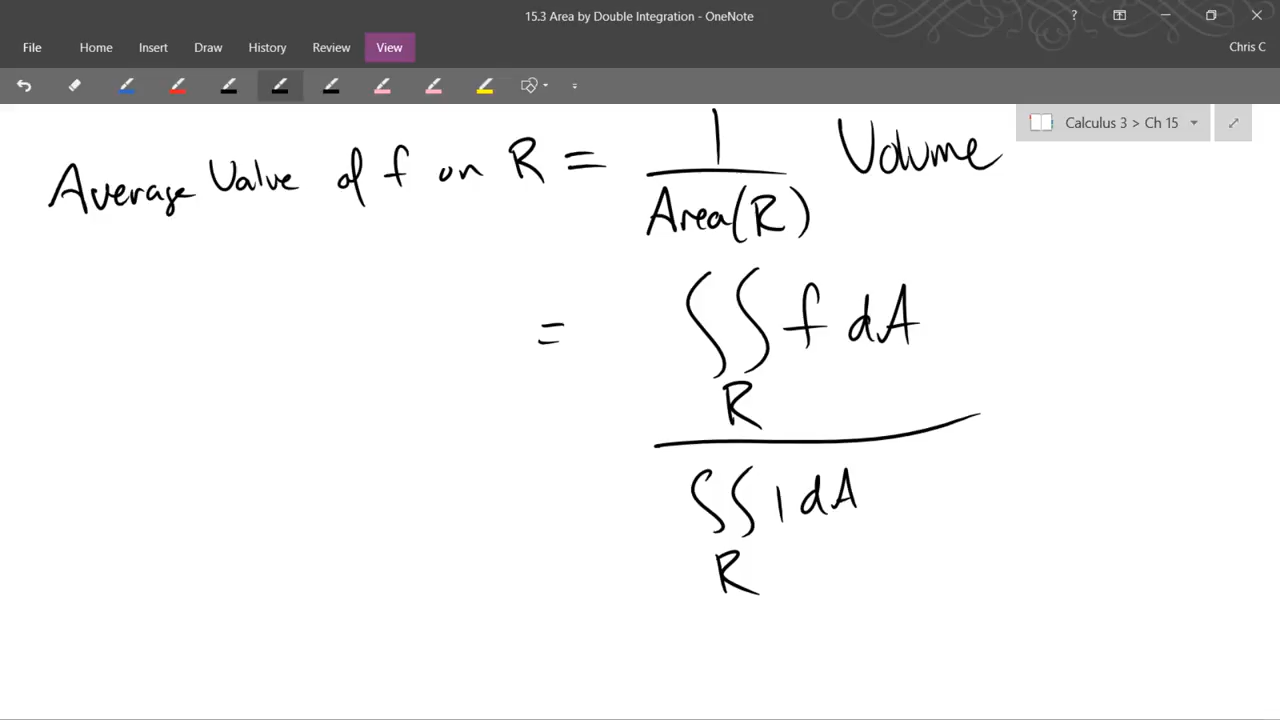 15.3 Area by Double Integration - OneNote
?
File Home Insert Draw History Review View
Chris C
Calculus 3 > Ch 15
Average Value of f on R = 1 Volume
Area(R)
= ∬ f dA
R
∬ 1 dA
R